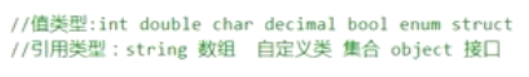 //值类型:int double char decimal bool enum struct
//引用类型：string 数组 自定义类 集合 object 接口